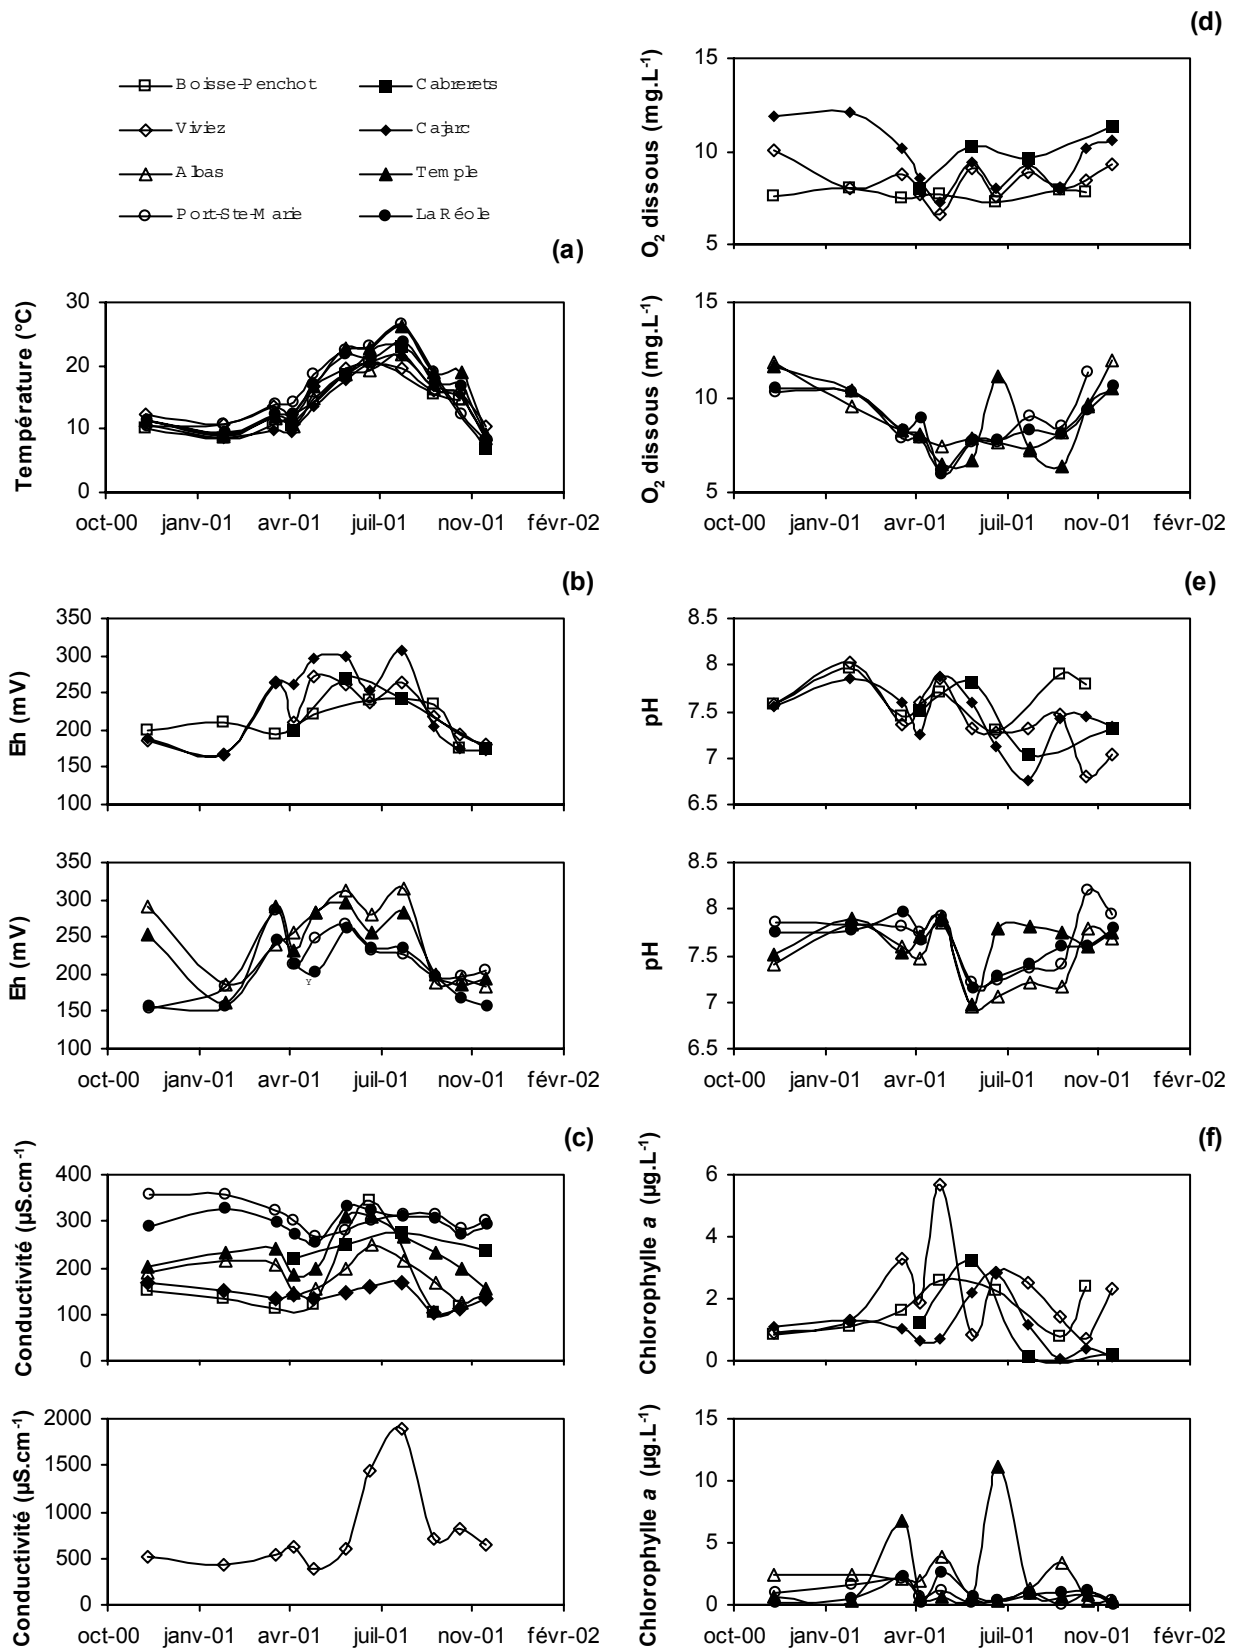 (d)
Boisse-Penchot
Cabrerets
Viviez
Cajarc
Albas
Temple
Port-Ste-Marie
La Réole
(a)
Température (°C)
30
20
10
0
oct-00 janv-01 avr-01 juil-01 nov-01 févr-02
O2 dissous (mg.L-1)
15
10
5
O2 dissous (mg.L-1)
15
10
5
oct-00 janv-01 avr-01 juil-01 nov-01 févr-02
(b)
Eh (mV)
350
300
250
200
150
100
Eh (mV)
350
300
250
200
150
100
Y
oct-00 janv-01 avr-01 juil-01 nov-01 févr-02
(e)
pH
8.5
8
7.5
7
6.5
pH
8.5
8
7.5
7
6.5
oct-00 janv-01 avr-01 juil-01 nov-01 févr-02
(c)
Conductivité (µS.cm-1)
400
300
200
100
0
Conductivité (µS.cm-1)
2000
1500
1000
500
0
oct-00 janv-01 avr-01 juil-01 nov-01 févr-02
(f)
Chlorophylle a (µg.L-1)
6
4
2
0
Chlorophylle a (µg.L-1)
15
10
5
0
oct-00 janv-01 avr-01 juil-01 nov-01 févr-02